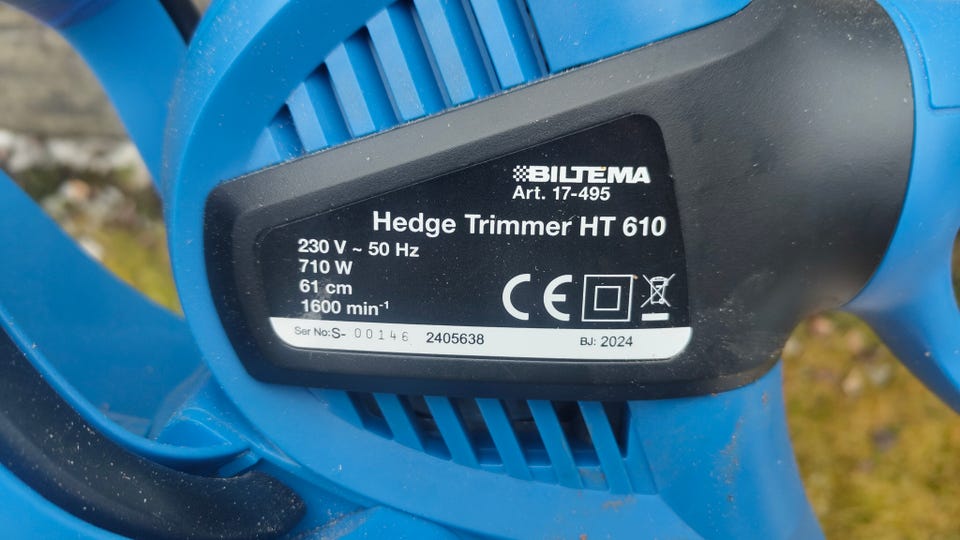 BILTEMA
Art. 17-495
Hedge Trimmer HT 610
230 V ~ 50 Hz
710 W
61 cm
1600 min⁻¹
CE
Ser No:S- 00146 2405638 BJ: 2024